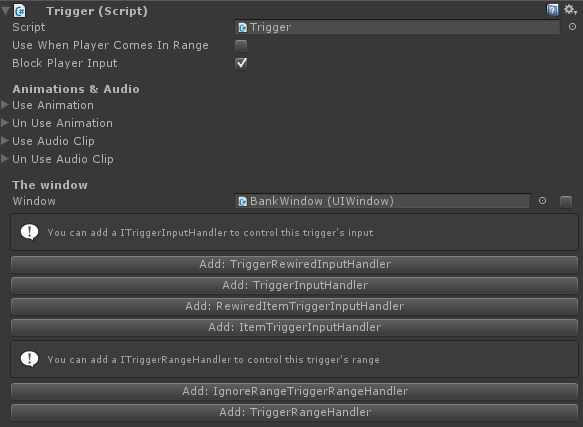 Trigger (Script)
Script Trigger
Use When Player Comes In Range
Block Player Input
Animations & Audio
Use Animation
Un Use Animation
Use Audio Clip
Un Use Audio Clip
The window
Window BankWindow (UIWindow)
You can add a ITriggerInputHandler to control this trigger's input
Add: TriggerRewiredInputHandler
Add: TriggerInputHandler
Add: RewiredItemTriggerInputHandler
Add: ItemTriggerInputHandler
You can add a ITriggerRangeHandler to control this trigger's range
Add: IgnoreRangeTriggerRangeHandler
Add: TriggerRangeHandler